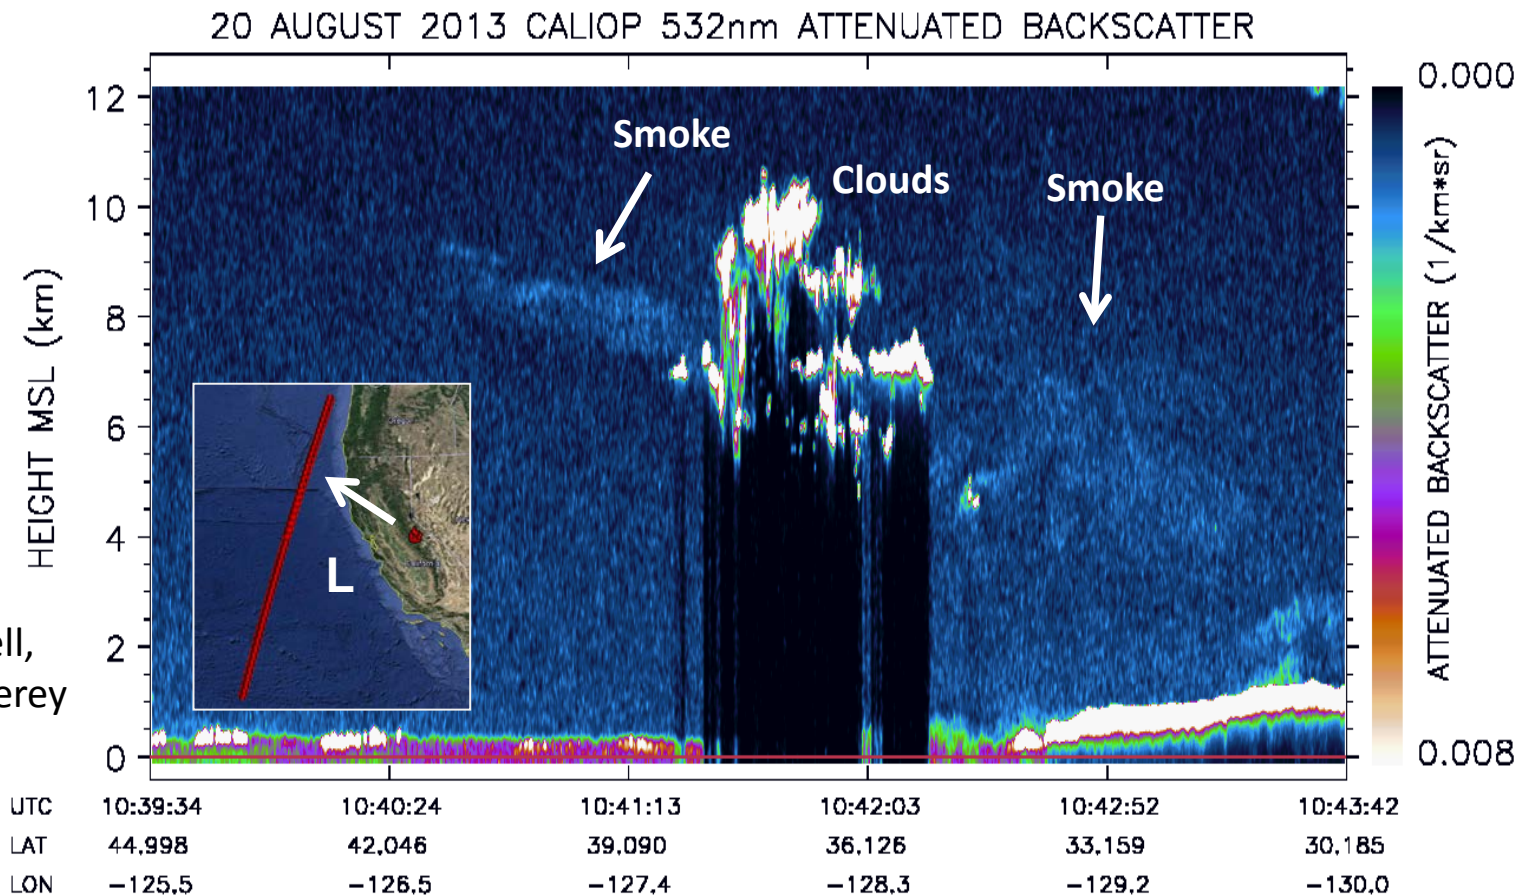 20 AUGUST 2013 CALIOP 532nm ATTENUATED BACKSCATTER
0.000
12
Smoke
Clouds
Smoke
10
8
HEIGHT MSL (km)
6
4
L
2
0
ATTENUATED BACKSCATTER (1/km*sr)
0.008
ell,
erey
UTC 10:39:34 10:40:24 10:41:13 10:42:03 10:42:52 10:43:42
LAT 44.998 42.046 39.090 36.126 33.159 30.185
LON -125.5 -126.5 -127.4 -128.3 -129.2 -130.0